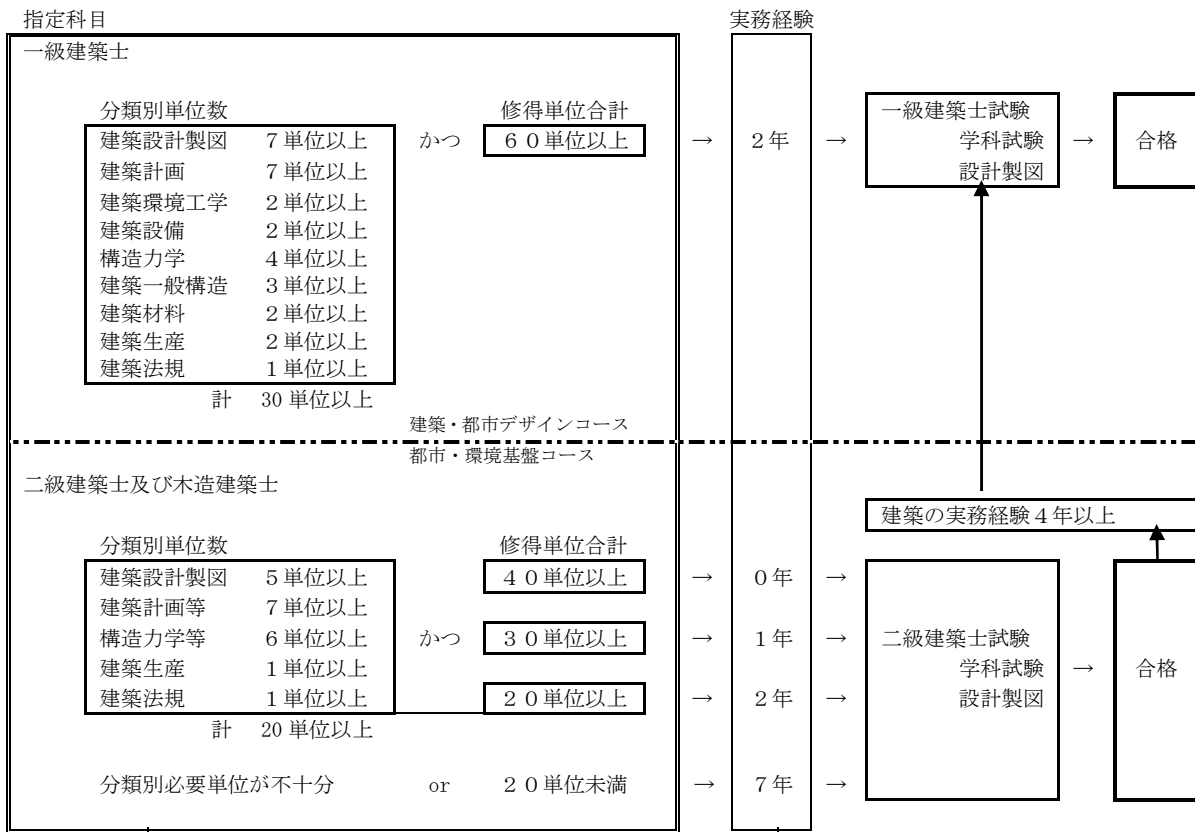 指定科目 実務経験
一級建築士
分類別単位数 修得単位合計 一級建築士試験
建築設計製図 7単位以上 かつ 60単位以上 → 2年 → 学科試験 → 合格
建築計画 7単位以上 設計製図
建築環境工学 2単位以上
建築設備 2単位以上
構造力学 4単位以上
建築一般構造 3単位以上
建築材料 2単位以上
建築生産 2単位以上
建築法規 1単位以上
計 30単位以上
建築・都市デザインコース
都市・環境基盤コース
二級建築士及び木造建築士
建築の実務経験4年以上
分類別単位数 修得単位合計
建築設計製図 5単位以上 40単位以上 → 0年 →
建築計画等 7単位以上
構造力学等 6単位以上 かつ 30単位以上 → 1年 → 二級建築士試験
建築生産 1単位以上 学科試験 → 合格
建築法規 1単位以上 20単位以上 → 2年 → 設計製図
計 20単位以上
分類別必要単位が不十分 or 20単位未満 → 7年 →